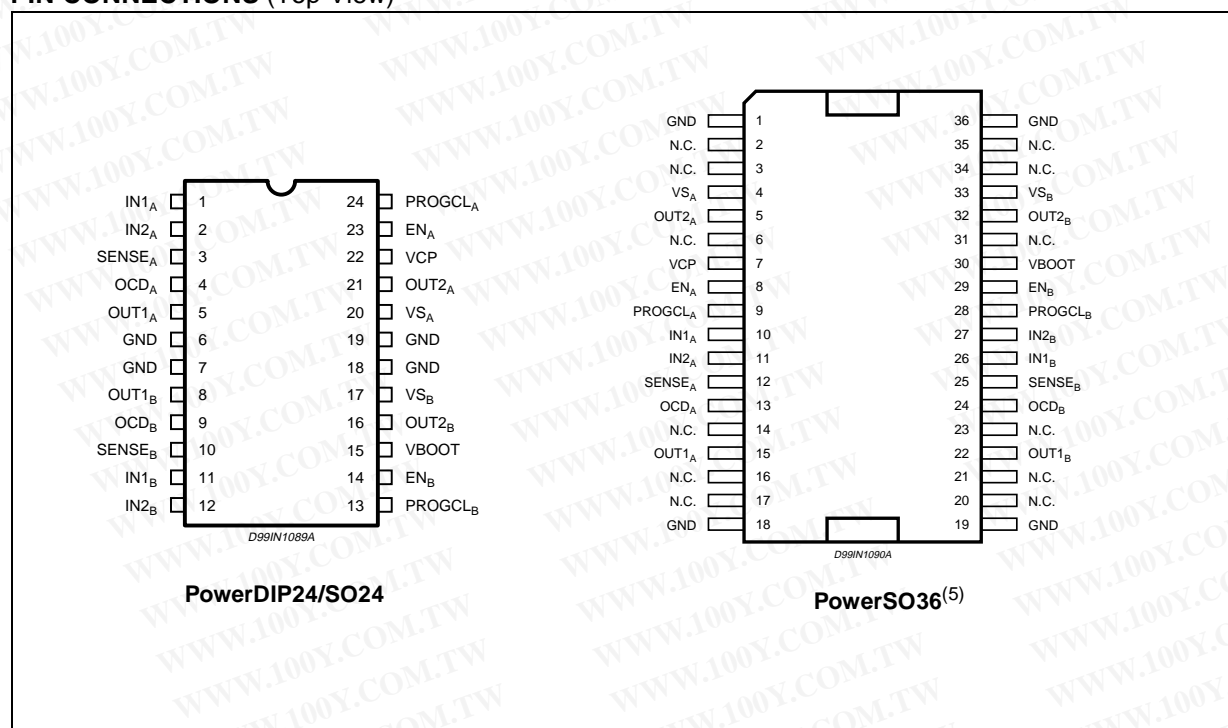 PIN CONNECTIONS (Top View)
IN1A 1 24 PROGCLA
IN2A 2 23 ENA
SENSEA 3 22 VCP
OCDA 4 21 OUT2A
OUT1A 5 20 VSA
GND 6 19 GND
GND 7 18 GND
OUT1B 8 17 VSB
OCDB 9 16 OUT2B
SENSEB 10 15 VBOOT
IN1B 11 14 ENB
IN2B 12 13 PROGCLB
D99IN1089A
PowerDIP24/SO24
GND 1 36 GND
N.C. 2 35 N.C.
N.C. 3 34 N.C.
VSA 4 33 VSB
OUT2A 5 32 OUT2B
N.C. 6 31 N.C.
VCP 7 30 VBOOT
ENA 8 29 ENB
PROGCLA 9 28 PROGCLB
IN1A 10 27 IN2B
IN2A 11 26 IN1B
SENSEA 12 25 SENSEB
OCDA 13 24 OCDB
N.C. 14 23 N.C.
OUT1A 15 22 OUT1B
N.C. 16 21 N.C.
N.C. 17 20 N.C.
GND 18 19 GND
D99IN1090A
PowerSO36(5)
WWW.100Y.COM.TW